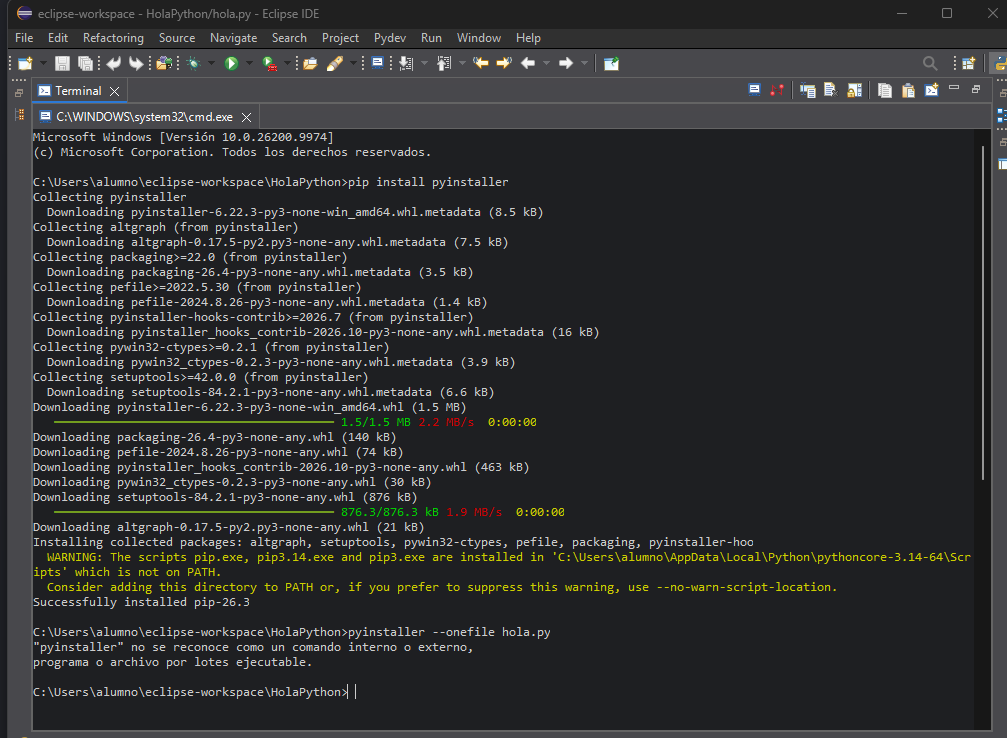 eclipse-workspace - HolaPython/hola.py - Eclipse IDE
File Edit Refactoring Source Navigate Search Project Pydev Run Window Help
Terminal
C:\WINDOWS\system32\cmd.exe
Microsoft Windows [Versión 10.0.26200.9974]
(c) Microsoft Corporation. Todos los derechos reservados.
C:\Users\alumno\eclipse-workspace\HolaPython>pip install pyinstaller
Collecting pyinstaller
Downloading pyinstaller-6.22.3-py3-none-win_amd64.whl.metadata (8.5 kB)
Collecting altgraph (from pyinstaller)
Downloading altgraph-0.17.5-py2.py3-none-any.whl.metadata (7.5 kB)
Collecting packaging>=22.0 (from pyinstaller)
Downloading packaging-26.4-py3-none-any.whl.metadata (3.5 kB)
Collecting pefile>=2022.5.30 (from pyinstaller)
Downloading pefile-2024.8.26-py3-none-any.whl.metadata (1.4 kB)
Collecting pyinstaller-hooks-contrib>=2026.7 (from pyinstaller)
Downloading pyinstaller_hooks_contrib-2026.10-py3-none-any.whl.metadata (16 kB)
Collecting pywin32-ctypes>=0.2.1 (from pyinstaller)
Downloading pywin32_ctypes-0.2.3-py3-none-any.whl.metadata (3.9 kB)
Collecting setuptools>=42.0.0 (from pyinstaller)
Downloading setuptools-84.2.1-py3-none-any.whl.metadata (6.6 kB)
Downloading pyinstaller-6.22.3-py3-none-win_amd64.whl (1.5 MB)
1.5/1.5 MB 2.2 MB/s 0:00:00
Downloading packaging-26.4-py3-none-any.whl (140 kB)
Downloading pefile-2024.8.26-py3-none-any.whl (74 kB)
Downloading pyinstaller_hooks_contrib-2026.10-py3-none-any.whl (463 kB)
Downloading pywin32_ctypes-0.2.3-py3-none-any.whl (30 kB)
Downloading setuptools-84.2.1-py3-none-any.whl (876 kB)
876.3/876.3 kB 1.9 MB/s 0:00:00
Downloading altgraph-0.17.5-py2.py3-none-any.whl (21 kB)
Installing collected packages: altgraph, setuptools, pywin32-ctypes, pefile, packaging, pyinstaller-hoo
WARNING: The scripts pip.exe, pip3.14.exe and pip3.exe are installed in 'C:\Users\alumno\AppData\Local\Python\pythoncore-3.14-64\Scr
ipts' which is not on PATH.
Consider adding this directory to PATH or, if you prefer to suppress this warning, use --no-warn-script-location.
Successfully installed pip-26.3
C:\Users\alumno\eclipse-workspace\HolaPython>pyinstaller --onefile hola.py
"pyinstaller" no se reconoce como un comando interno o externo,
programa o archivo por lotes ejecutable.
C:\Users\alumno\eclipse-workspace\HolaPython>